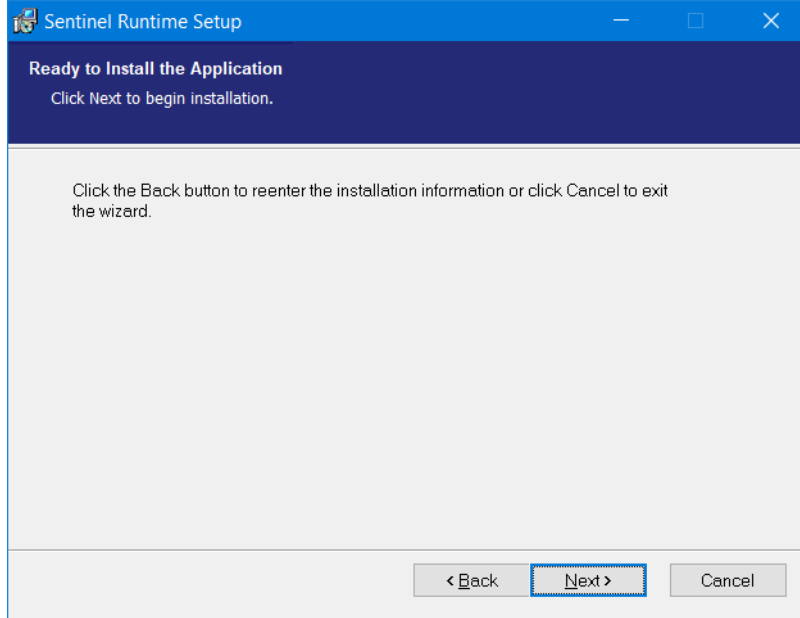 Sentinel Runtime Setup
Ready to Install the Application
Click Next to begin installation.
Click the Back button to reenter the installation information or click Cancel to exit
the wizard.
< Back
Next >
Cancel